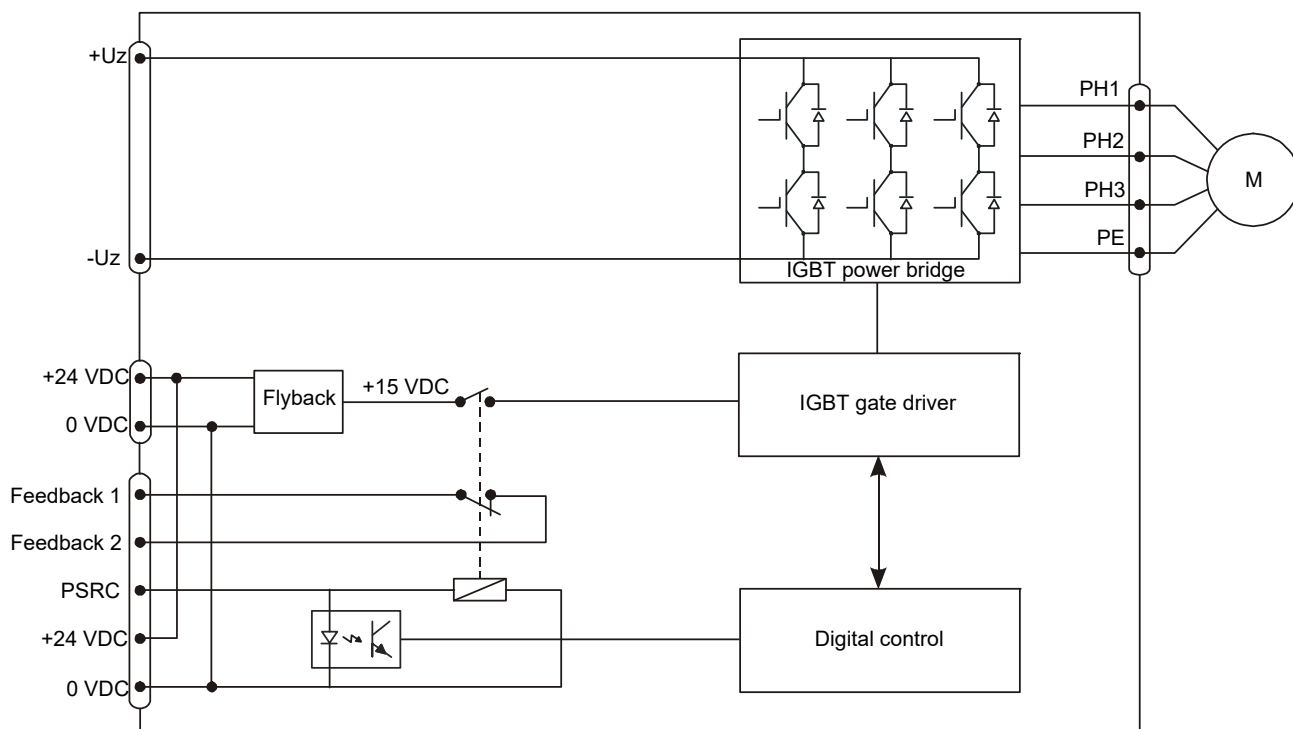 +Uz
-Uz
IGBT power bridge
PH1
PH2
PH3
PE
M
+24 VDC
0 VDC
Flyback
+15 VDC
IGBT gate driver
Feedback 1
Feedback 2
PSRC
+24 VDC
0 VDC
Digital control